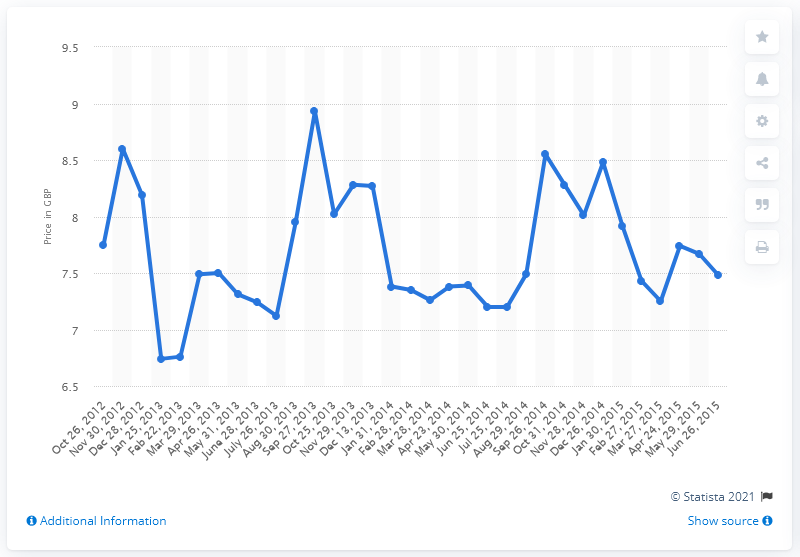 9.5
9
8.5
8
7.5
7
6.5
Price in GBP
Oct 26, 2012
Nov 30, 2012
Dec 28, 2012
Jan 25, 2013
Feb 22, 2013
Mar 29, 2013
Apr 26, 2013
May 31, 2013
June 28, 2013
July 26, 2013
Aug 30, 2013
Sep 27, 2013
Oct 25, 2013
Nov 29, 2013
Dec 13, 2013
Jan 31, 2014
Feb 28, 2014
Mar 28, 2014
Apr 23, 2014
May 30, 2014
Jun 25, 2014
Jul 25, 2014
Aug 29, 2014
Sep 26, 2014
Oct 31, 2014
Nov 28, 2014
Dec 26, 2014
Jan 30, 2015
Feb 27, 2015
Mar 27, 2015
Apr 24, 2015
May 29, 2015
Jun 26, 2015
© Statista 2021
Additional Information
Show source